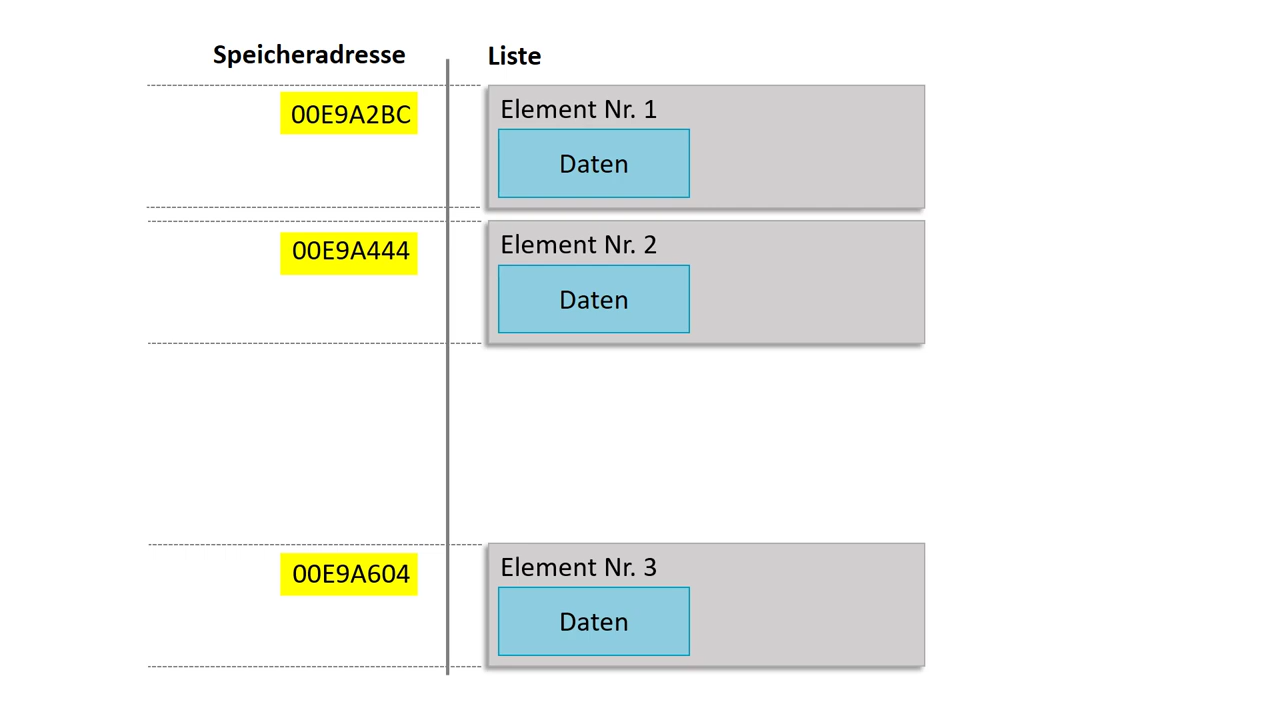 Speicheradresse
Liste
00E9A2BC
Element Nr. 1
Daten
00E9A444
Element Nr. 2
Daten
00E9A604
Element Nr. 3
Daten